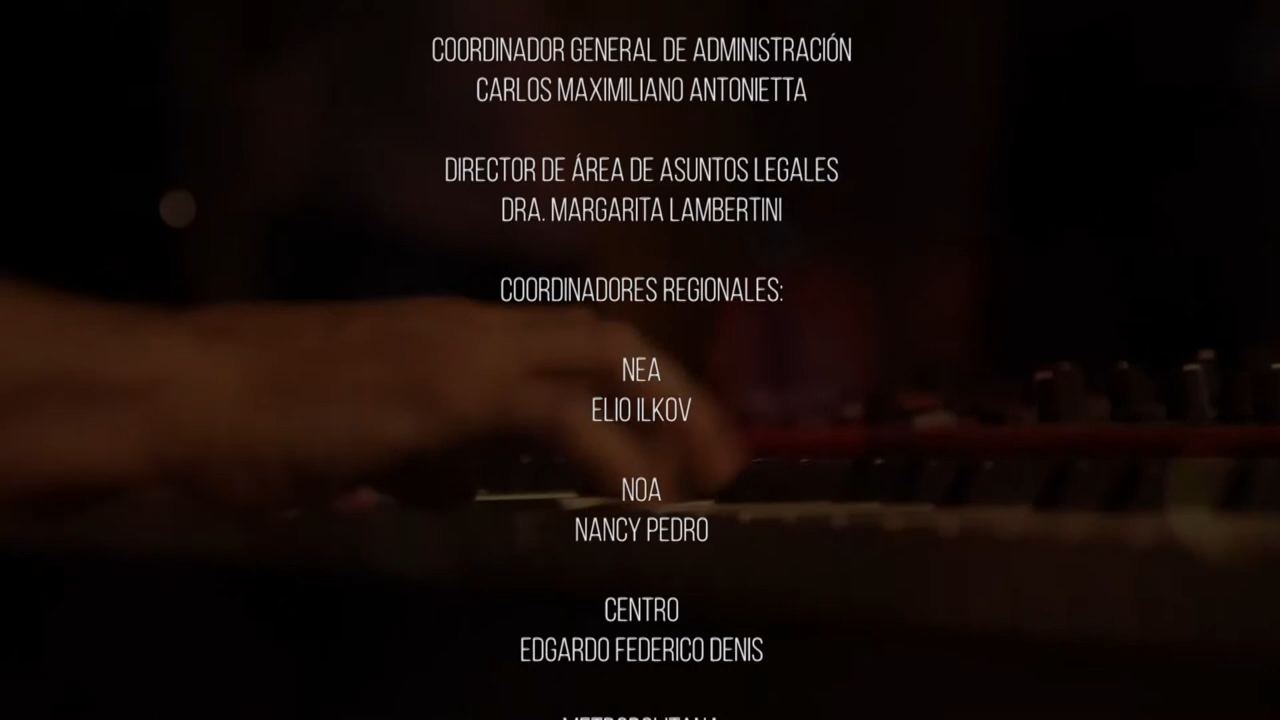 COORDINADOR GENERAL DE ADMINISTRACIÓN
CARLOS MAXIMILIANO ANTONIETTA
DIRECTOR DE ÁREA DE ASUNTOS LEGALES
DRA. MARGARITA LAMBERTINI
COORDINADORES REGIONALES:
NEA
ELIO ILKOV
NOA
NANCY PEDRO
CENTRO
EDGARDO FEDERICO DENIS
METROPOLITANA